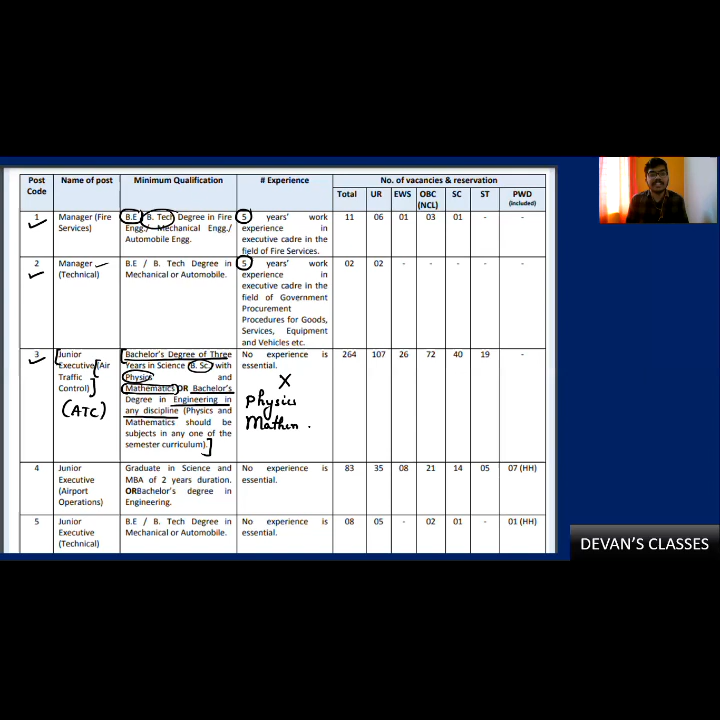 Post Code Name of post Minimum Qualification # Experience No. of vacancies & reservation
Total UR EWS OBC (NCL) SC ST PWD (included)
1 Manager (Fire B.E / B. Tech Degree in Fire 5 years' work 11 06 01 03 01 - -
Services) Engg./ Mechanical Engg./ experience in
Automobile Engg. executive cadre in the
field of Fire Services.
2 Manager B.E / B. Tech Degree in 5 years' work 02 02 - - - - -
(Technical) Mechanical or Automobile. experience in
executive cadre in the
field of Government
Procurement
Procedures for Goods,
Services, Equipment
and Vehicles etc.
3 Junior Bachelor's Degree of Three No experience is 264 107 26 72 40 19 -
Executive (Air Years in Science (B. Sc.) with essential.
Traffic Physics and
Control) Mathematics OR Bachelor's
Degree in Engineering in Physics
(ATC) any discipline (Physics and
Mathematics should be
subjects in any one of the
semester curriculum).
4 Junior Graduate in Science and No experience is 83 35 08 21 14 05 07 (HH)
Executive MBA of 2 years duration. essential.
(Airport ORBachelor's degree in
Operations) Engineering.
5 Junior B.E / B. Tech Degree in No experience is 08 05 - 02 01 - 01 (HH)
Executive Mechanical or Automobile. essential.
(Technical)
DEVAN'S CLASSES